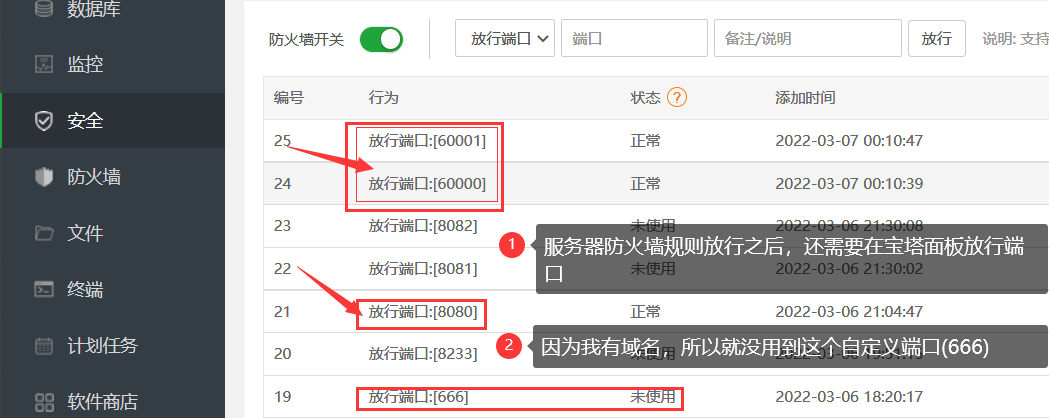 数据库
监控
安全
防火墙
文件
终端
计划任务
软件商店
防火墙开关 放行端口 端口 备注/说明 放行 说明: 支持
编号 行为 状态 ? 添加时间
25 放行端口:[60001] 正常 2022-03-07 00:10:47
24 放行端口:[60000] 正常 2022-03-07 00:10:39
23 放行端口:[8082] 未使用 2022-03-06 21:30:08
1 服务器防火墙规则放行之后，还需要在宝塔面板放行端
口
22 放行端口:[8081] 未使用 2022-03-06 21:30:02
21 放行端口:[8080] 正常 2022-03-06 21:04:47
2 因为我有域名，所以就没用到这个自定义端口(666)
20 放行端口:[8233]
19 放行端口:[666] 未使用 2022-03-06 18:20:17